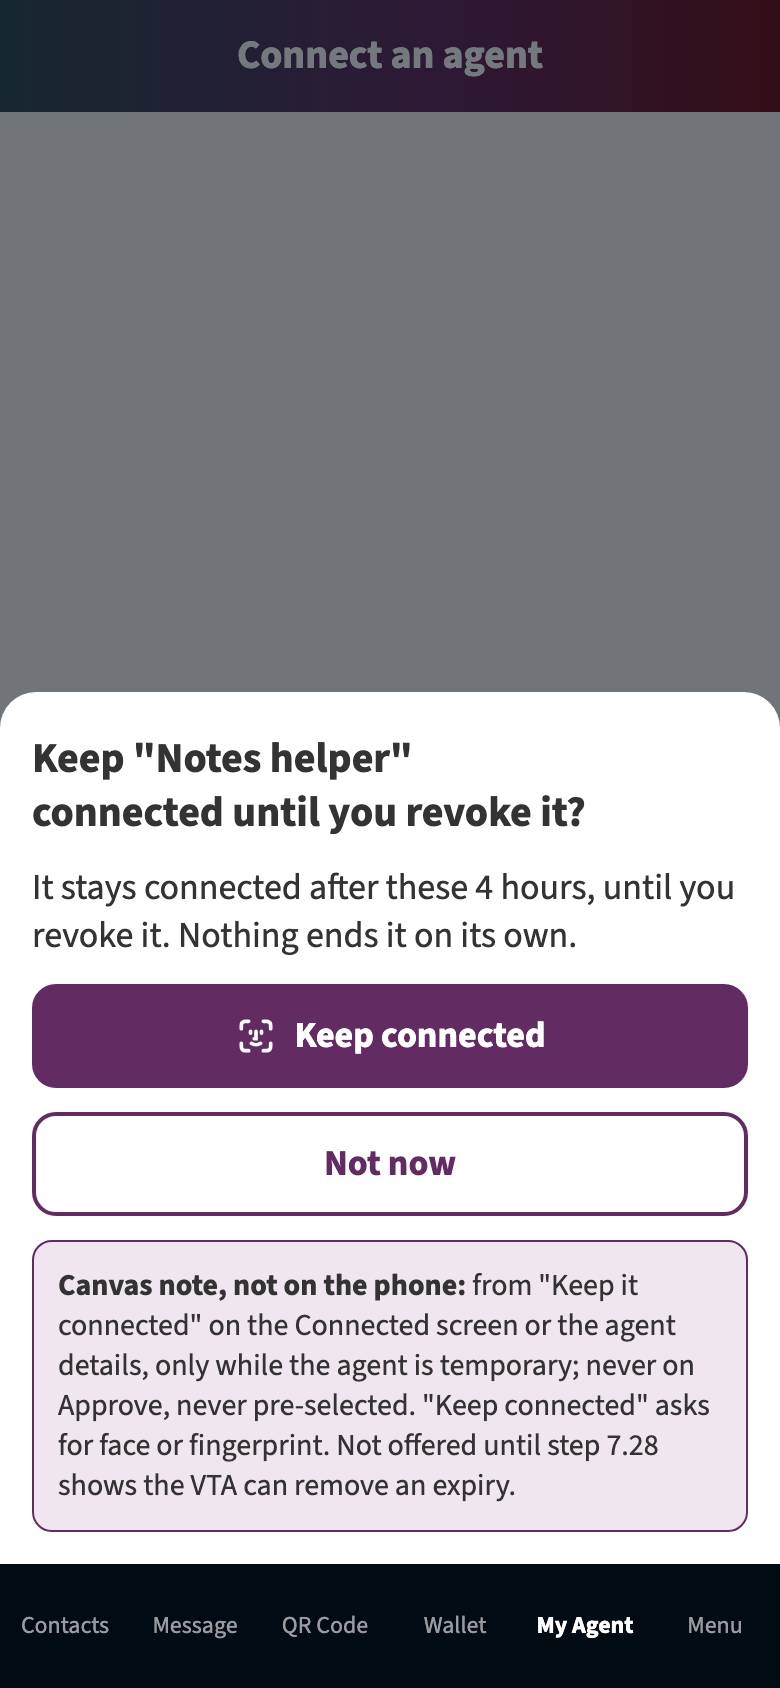 Connect an agent
Keep "Notes helper"
connected until you revoke it?
It stays connected after these 4 hours, until you
revoke it. Nothing ends it on its own.
Keep connected
Not now
Canvas note, not on the phone: from "Keep it
connected" on the Connected screen or the agent
details, only while the agent is temporary; never on
Approve, never pre-selected. "Keep connected" asks
for face or fingerprint. Not offered until step 7.28
shows the VTA can remove an expiry.
Contacts Message QR Code Wallet My Agent Menu